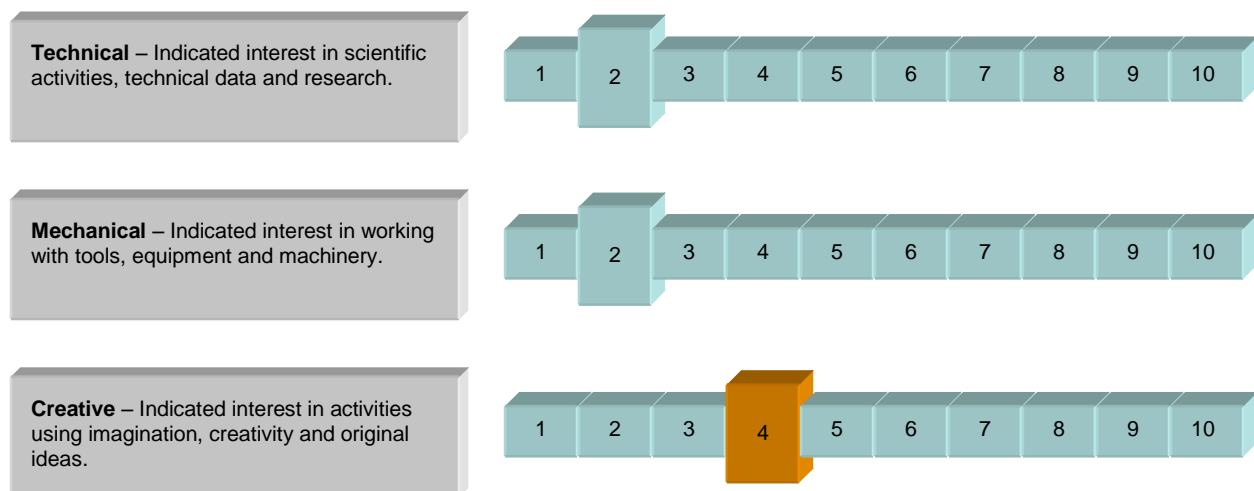 Technical – Indicated interest in scientific
activities, technical data and research.
1 2 3 4 5 6 7 8 9 10
Mechanical – Indicated interest in working
with tools, equipment and machinery.
1 2 3 4 5 6 7 8 9 10
Creative – Indicated interest in activities
using imagination, creativity and original
ideas.
1 2 3 4 5 6 7 8 9 10